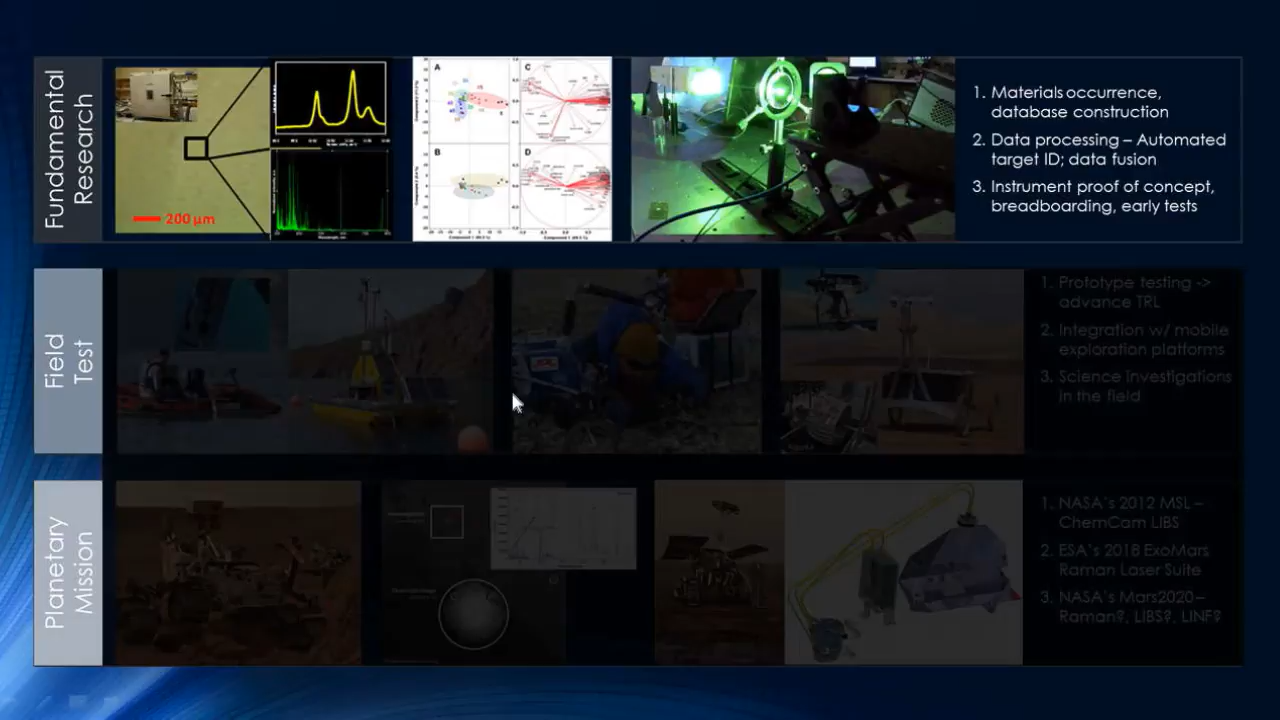 Fundamental
Research
200 µm
A
C
B
D
1. Materials occurrence,
database construction
2. Data processing – Automated
target ID; data fusion
3. Instrument proof of concept,
breadboarding, early tests
Field
Test
1. Prototype testing ->
advance TRL
2. Integration w/ mobile
exploration platforms
3. Science investigations
in the field
Planetary
Mission
1. NASA's 2012 MSL –
ChemCam LIBS
2. ESA's 2018 ExoMars
Raman Laser Suite
3. NASA's Mars2020–
Raman?, LIBS?, LINF?